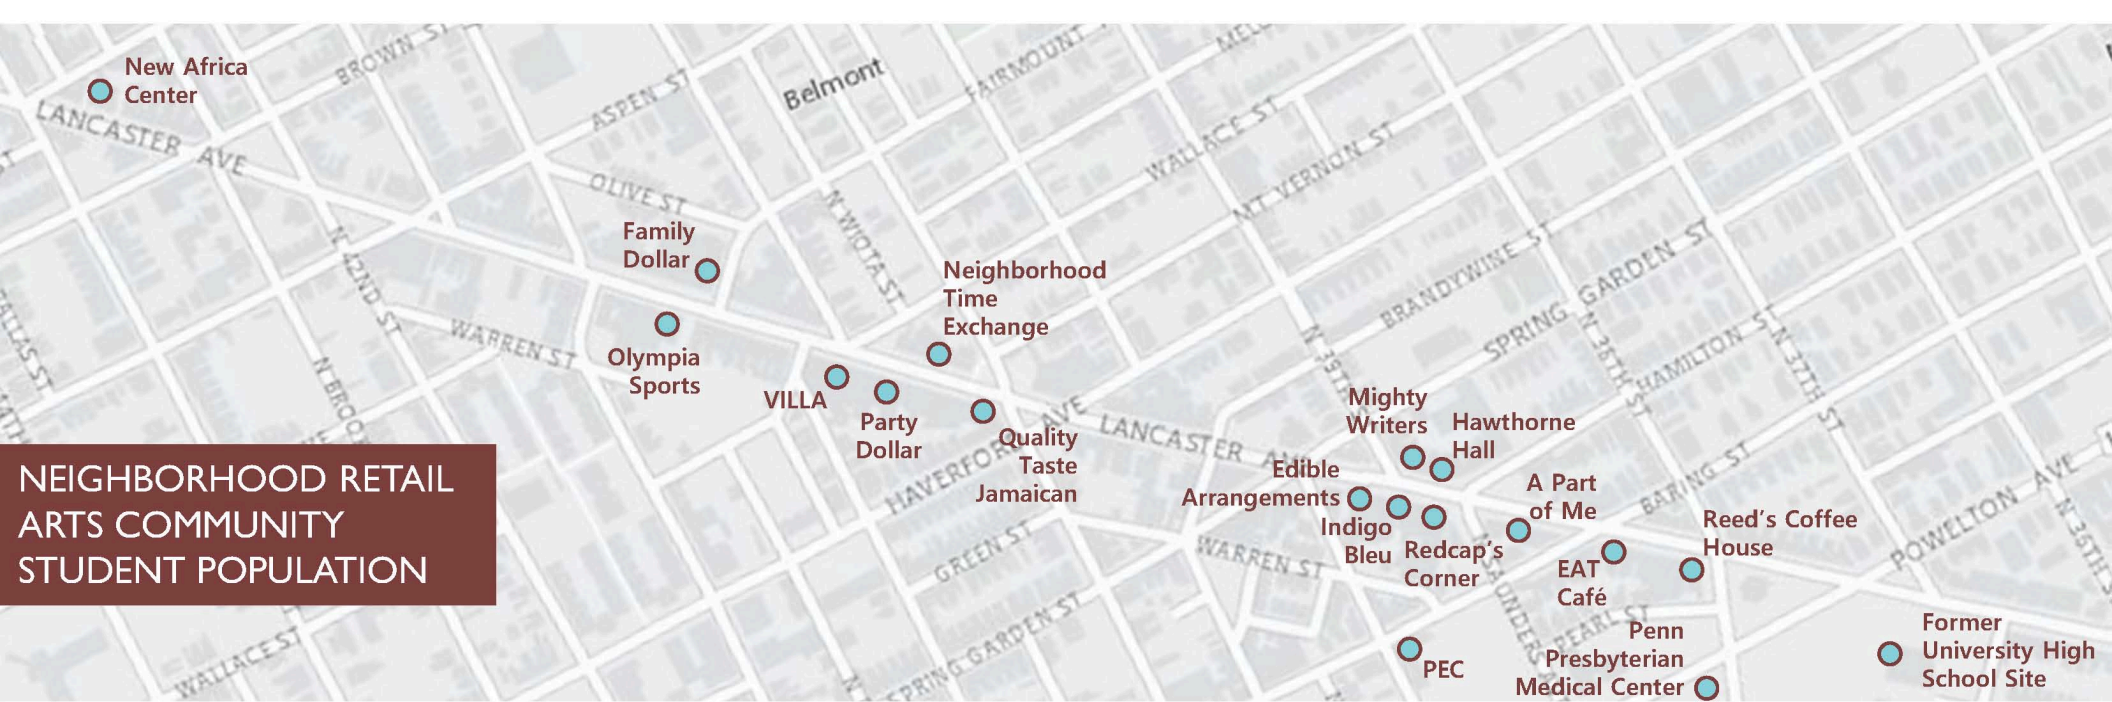 New Africa
Center
BROWN ST
LANCASTER AVE
ASPEN ST
Belmont
FAIRMOUNT
OLIVE ST
N WIOTA ST
WALLACE ST
MT VERNON ST
Family
Dollar
N 42ND ST
WARREN ST
Olympia
Sports
Neighborhood
Time
Exchange
VILLA
Party
Dollar
Quality
Taste
Jamaican
HAVERFORD AVE
LANCASTER
BRANDYWINE ST
SPRING GARDEN ST
N 39TH
N 38TH ST
HAMILTON ST
N 37TH ST
Mighty
Writers
Hawthorne
Hall
Edible
Arrangements
Indigo
Bleu
Redcap's
Corner
A Part
of Me
BARING ST
EAT
Café
Reed's Coffee
House
POWELTON AVE
N 36TH S
NEIGHBORHOOD RETAIL
ARTS COMMUNITY
STUDENT POPULATION
GREEN ST
WARREN ST
SAUNDERS
PEARL ST
WALLACE ST
SPRING GARDEN ST
PEC
Penn
Presbyterian
Medical Center
Former
University High
School Site